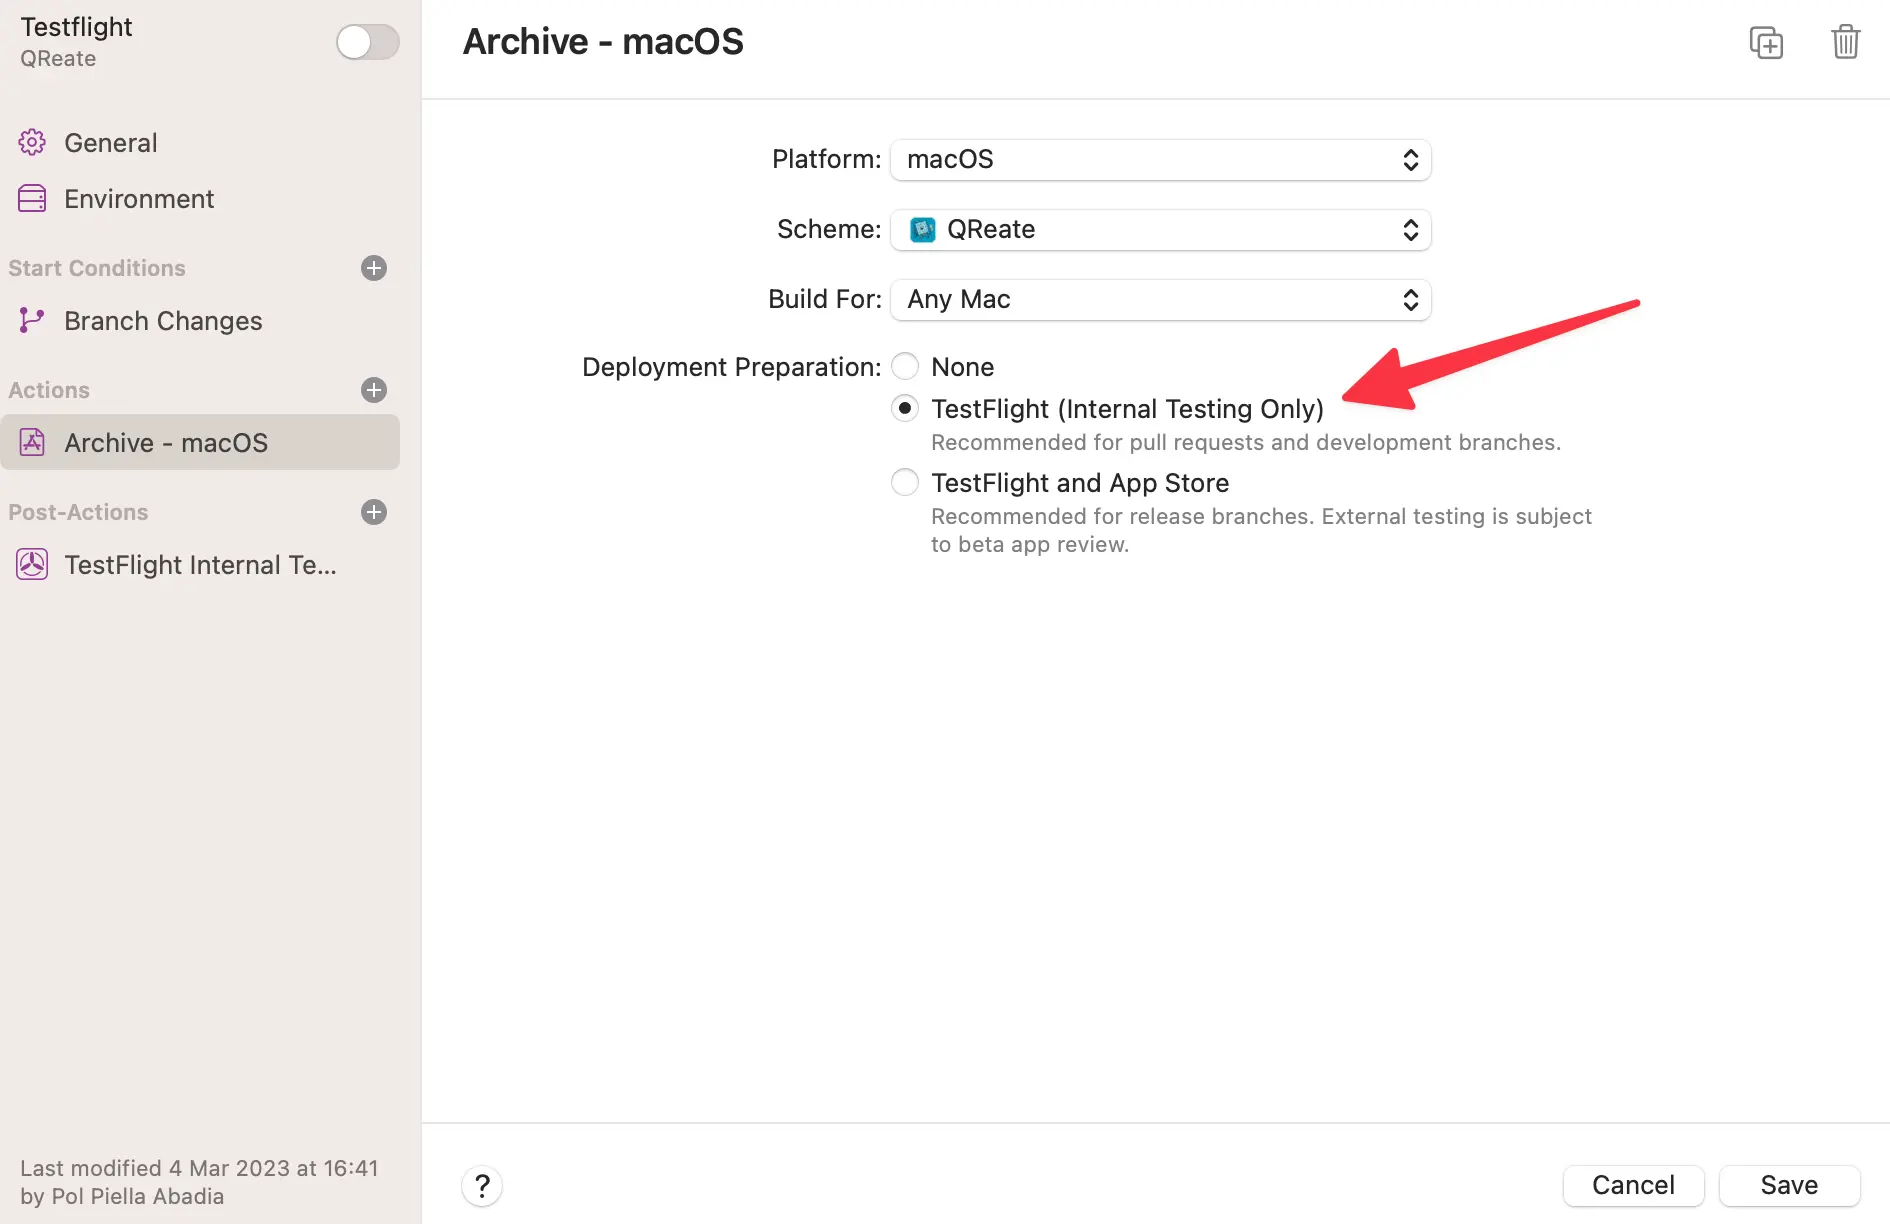 Testflight
QReate
General
Environment
Start Conditions
Branch Changes
Actions
Archive - macOS
Post-Actions
TestFlight Internal Te...
Last modified 4 Mar 2023 at 16:41
by Pol Piella Abadia
Archive - macOS
Platform: macOS
Scheme: QReate
Build For: Any Mac
Deployment Preparation: None
TestFlight (Internal Testing Only)
Recommended for pull requests and development branches.
TestFlight and App Store
Recommended for release branches. External testing is subject
to beta app review.
?
Cancel
Save